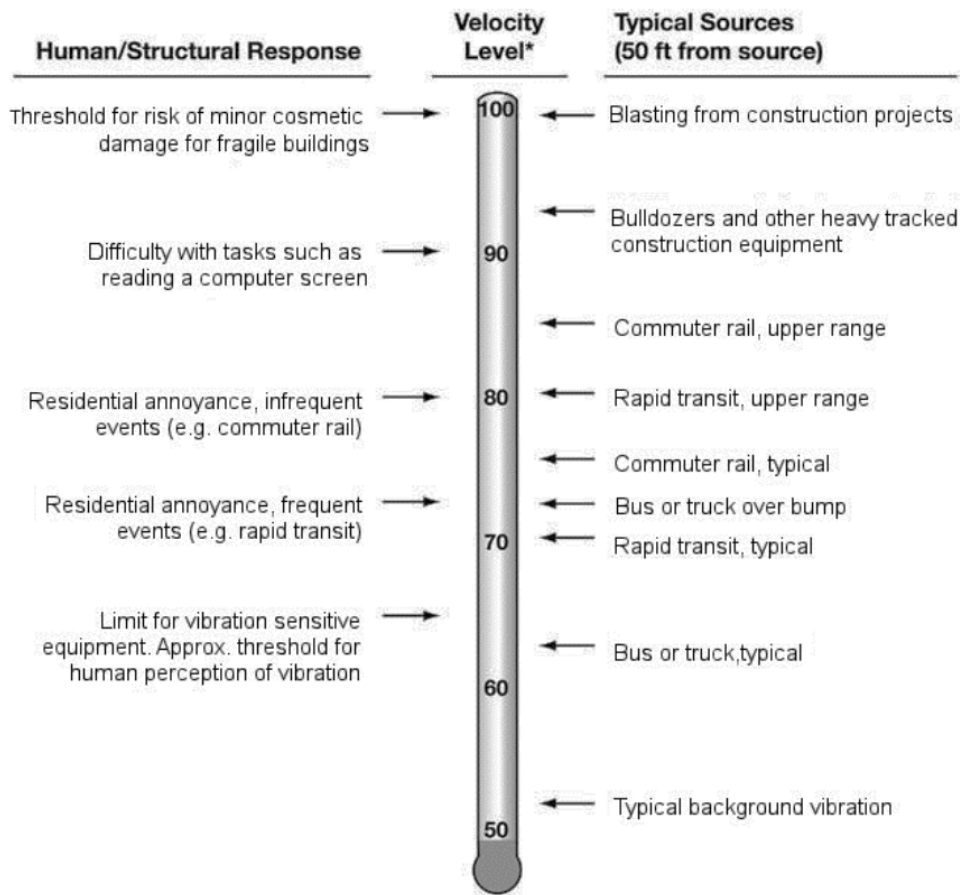 Human/Structural Response
Velocity
Level*
Typical Sources
(50 ft from source)
Threshold for risk of minor cosmetic
damage for fragile buildings
100
Blasting from construction projects
Bulldozers and other heavy tracked
construction equipment
Difficulty with tasks such as
reading a computer screen
90
Commuter rail, upper range
Residential annoyance, infrequent
events (e.g. commuter rail)
80
Rapid transit, upper range
Commuter rail, typical
Residential annoyance, frequent
events (e.g. rapid transit)
Bus or truck over bump
70
Rapid transit, typical
Limit for vibration sensitive
equipment. Approx. threshold for
human perception of vibration
Bus or truck,typical
60
Typical background vibration
50